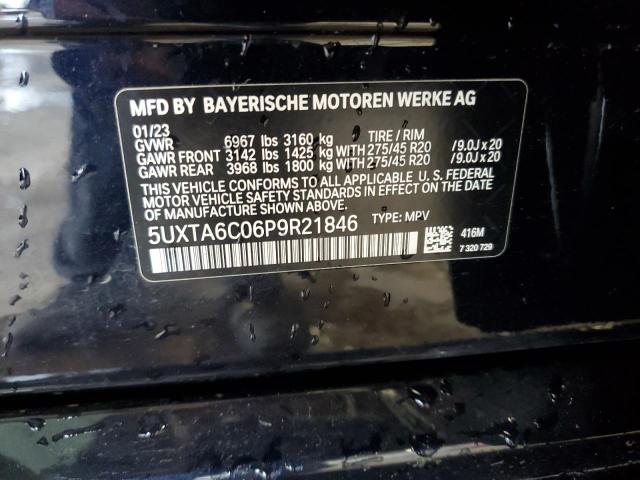 MFD BY BAYERISCHE MOTOREN WERKE AG
01/23
GVWR 6967 lbs 3160 kg TIRE / RIM
GAWR FRONT 3142 lbs 1425 kg WITH 275/45 R20 /9.0J x 20
GAWR REAR 3968 lbs 1800 kg WITH 275/45 R20 /9.0J x 20
THIS VEHICLE CONFORMS TO ALL APPLICABLE U. S. FEDERAL
MOTOR VEHICLE SAFETY STANDARDS IN EFFECT ON THE DATE
OF MANUFACTURE SHOWN ABOVE.
5UXTA6C06P9R21846 TYPE: MPV
416M
7 320 729